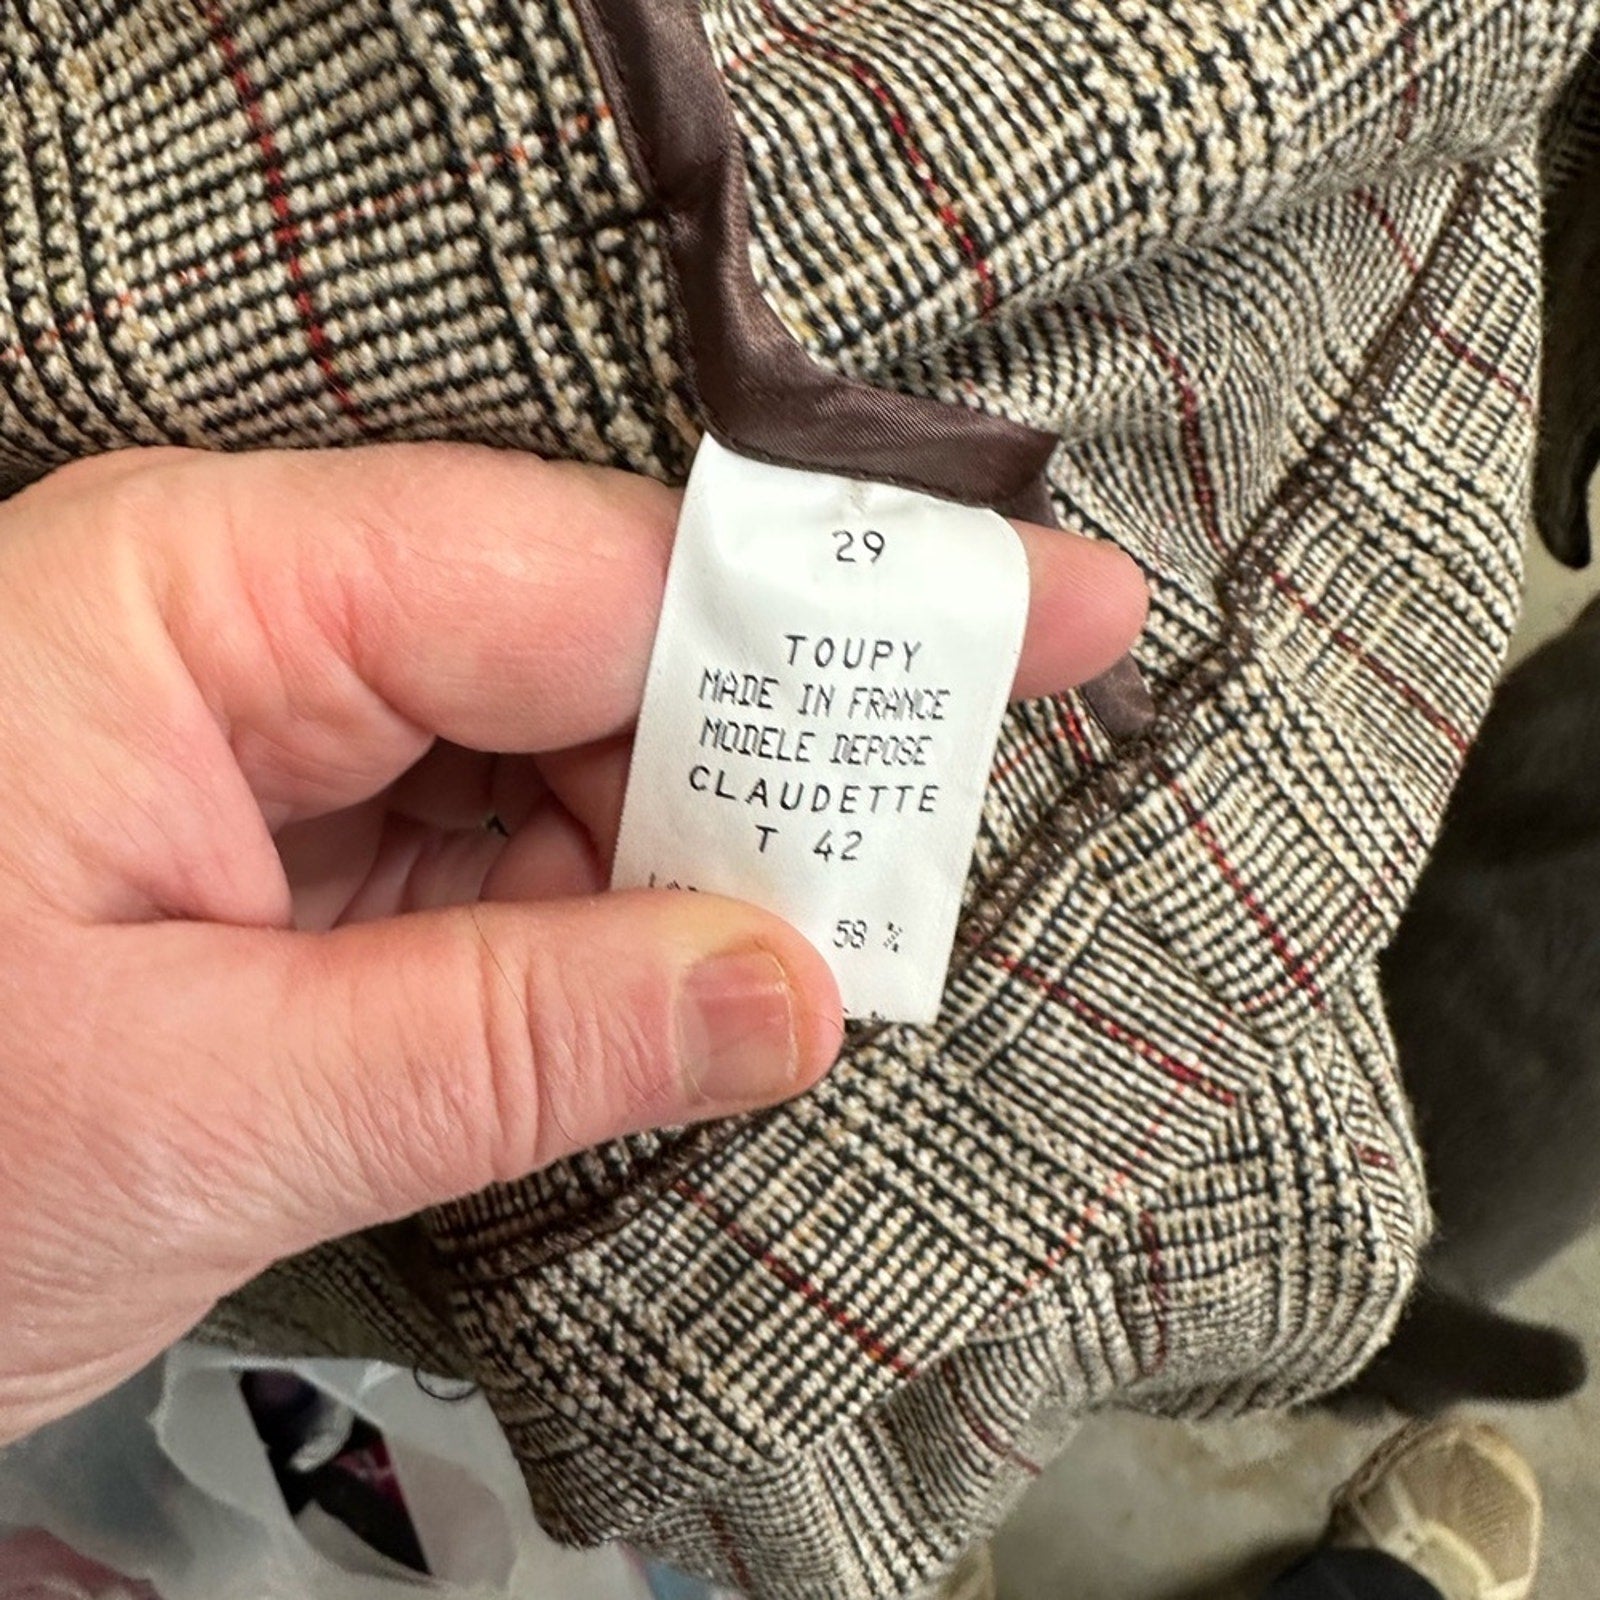 29
TOUPY
MADE IN FRANCE
MODELE DEPOSE
CLAUDETTE
T 42
58 %